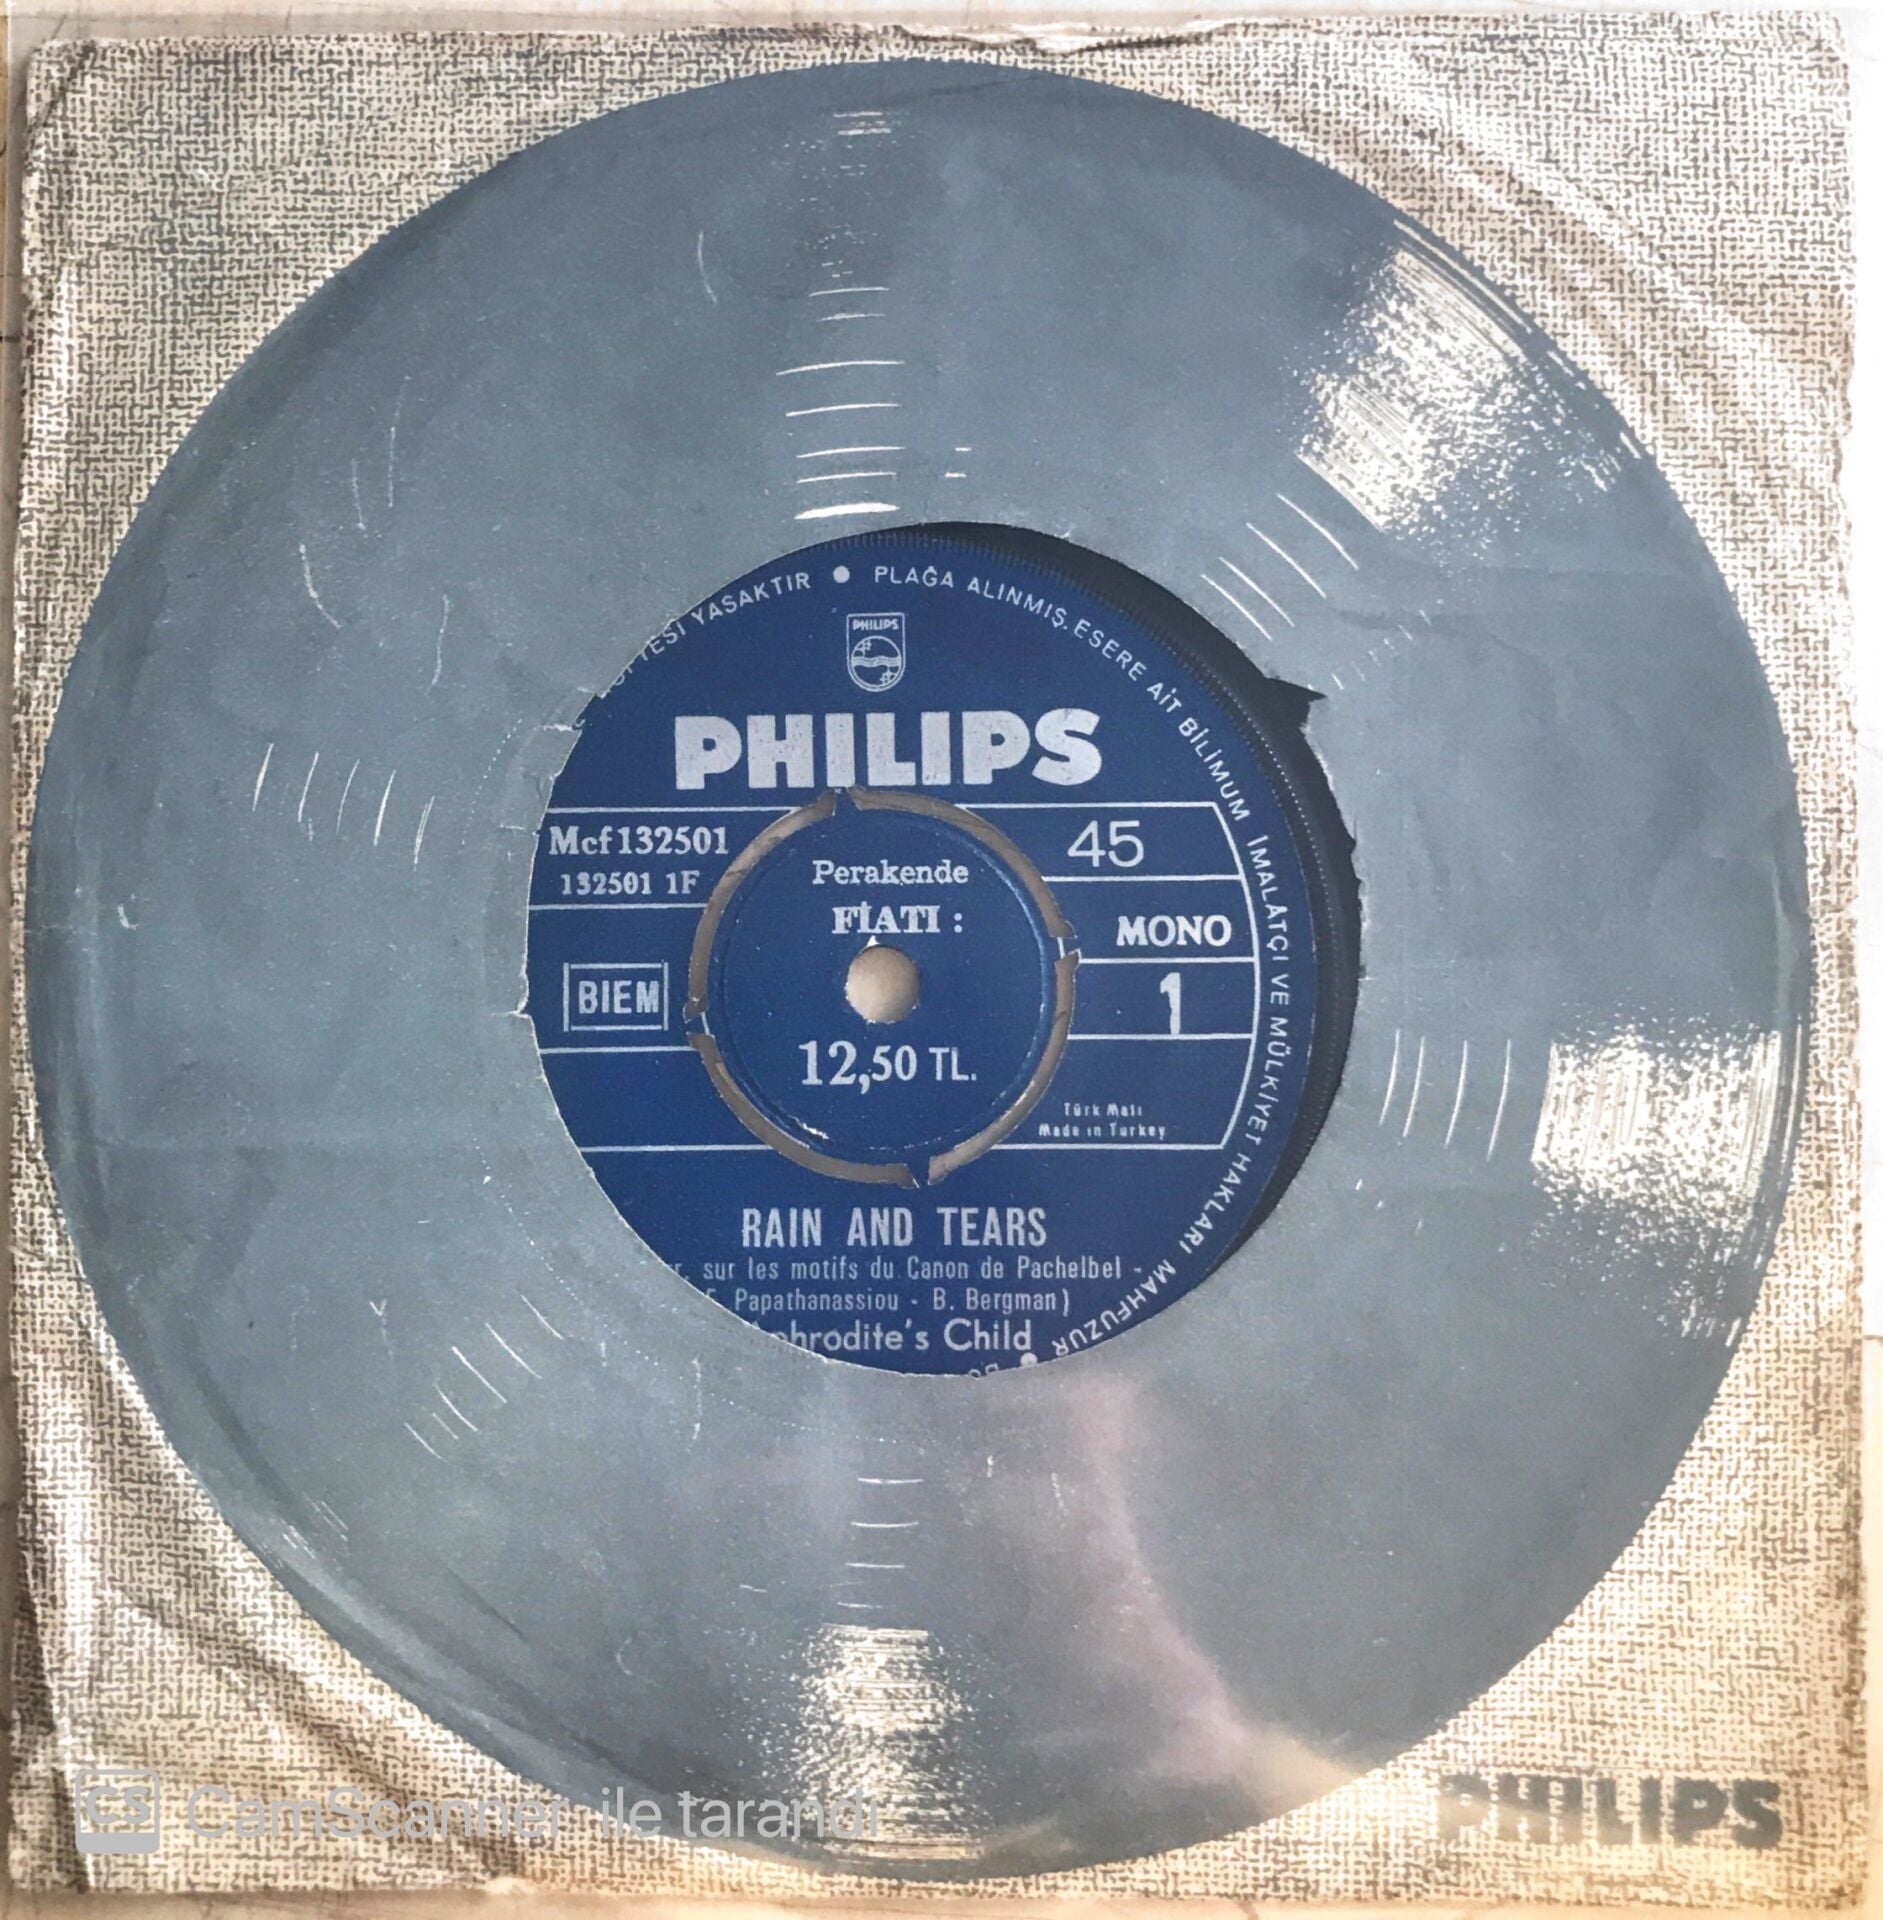 YASAKTIR • PLAĞA ALINMIŞ. ESERE AİT BİLİMUM İMALATÇI VE MÜLKİYET HAKLARI MAHFUZUR •
PHILIPS
PHILIPS
Mcf 132501
132501 1F
45
Perakende
FİATI :
MONO
BIEM
1
12,50 TL.
Türk Malı
Made in Turkey
RAIN AND TEARS
sur les motifs du Canon de Pachelbel -
Papathanassiou - B. Bergman)
Aphrodite's Child
PHILIPS
CS CamScanner ile tarandı